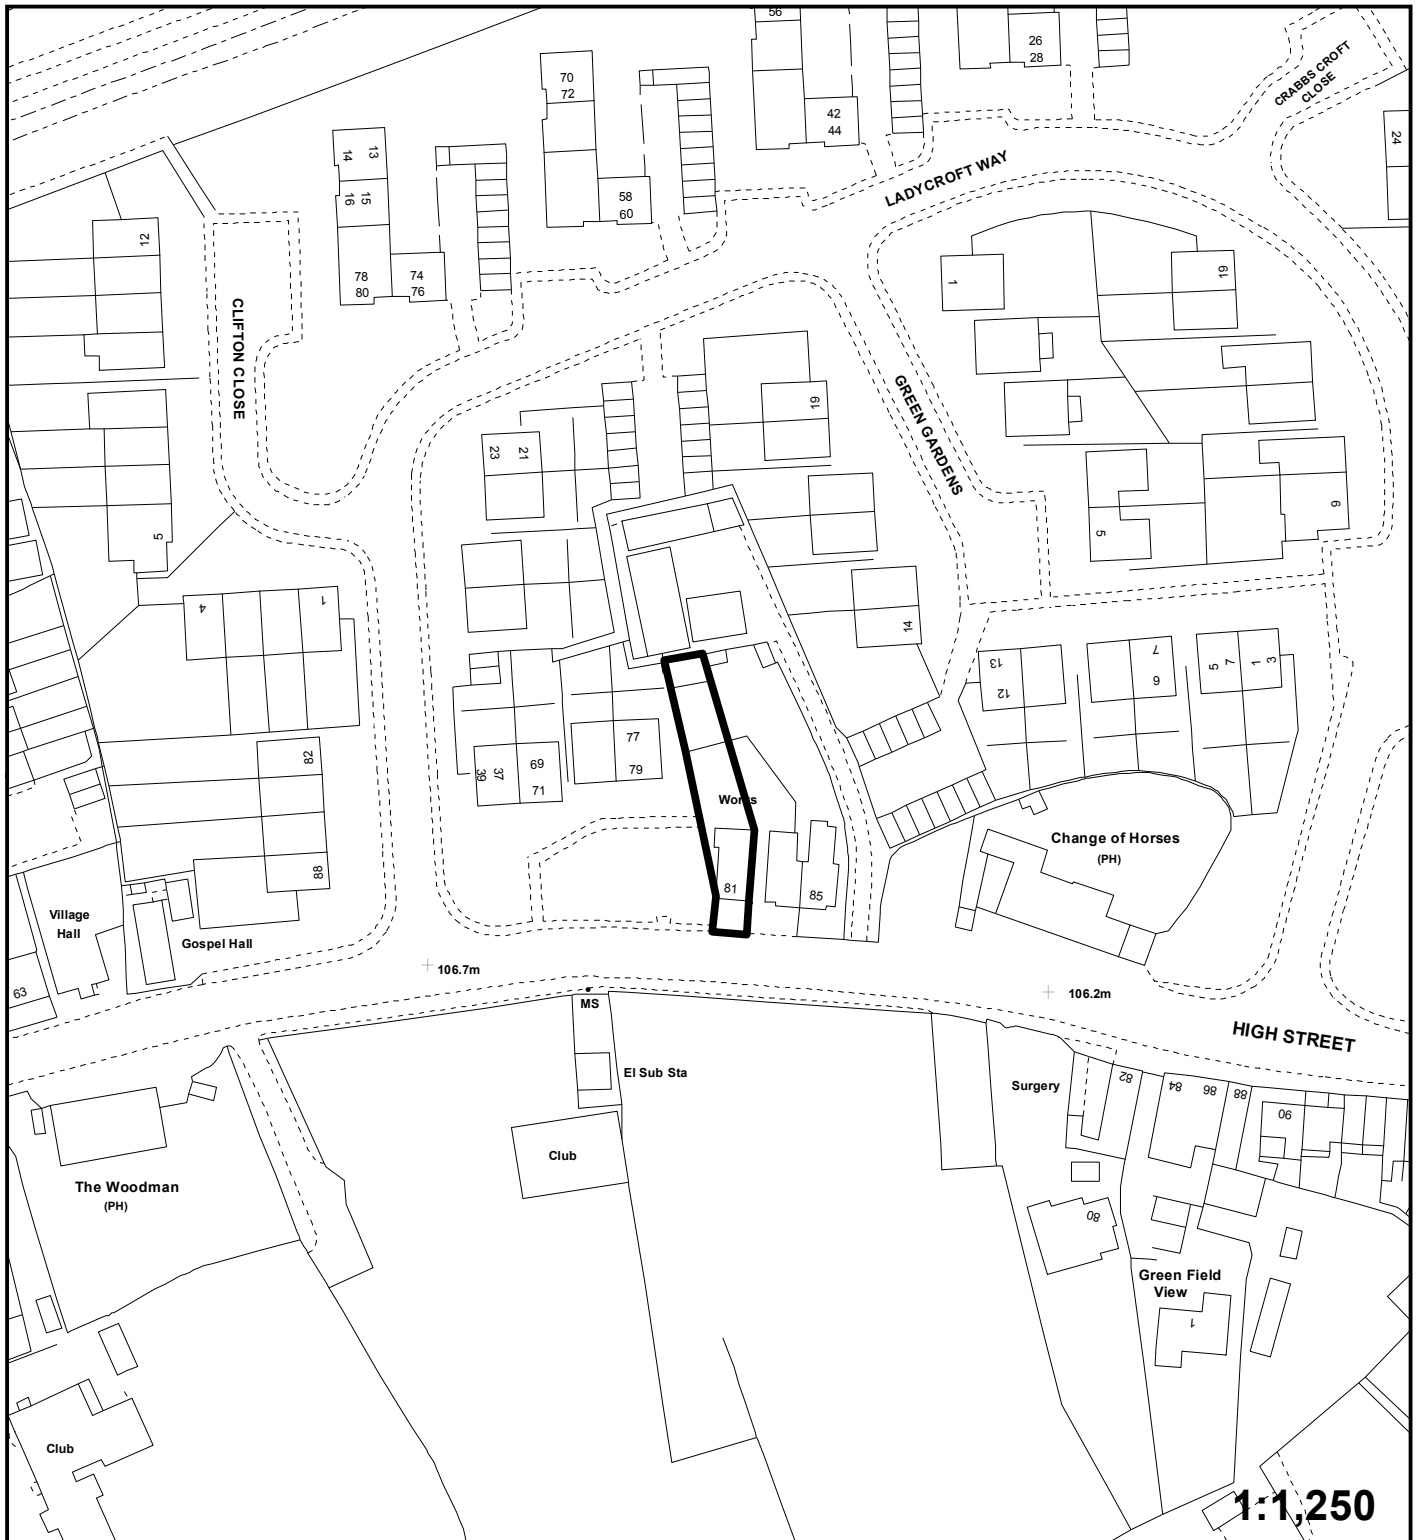 56
26
28
CRABBS CROFT
CLOSE
70
72
42
44
24
14
13
16
15
LADYCROFT WAY
58
60
12
78
80
74
76
1
19
CLIFTON CLOSE
GREEN GARDENS
19
23
21
5
5
9
4
1
14
13
12
7
6
5
7
1
3
82
77
79
39
37
69
71
Works
Change of Horses
(PH)
88
81
85
Village
Hall
Gospel Hall
63
106.7m
106.2m
MS
HIGH STREET
El Sub Sta
Surgery
82
84
86
88
90
Club
The Woodman
(PH)
80
Green Field
View
1
Club
1:1,250